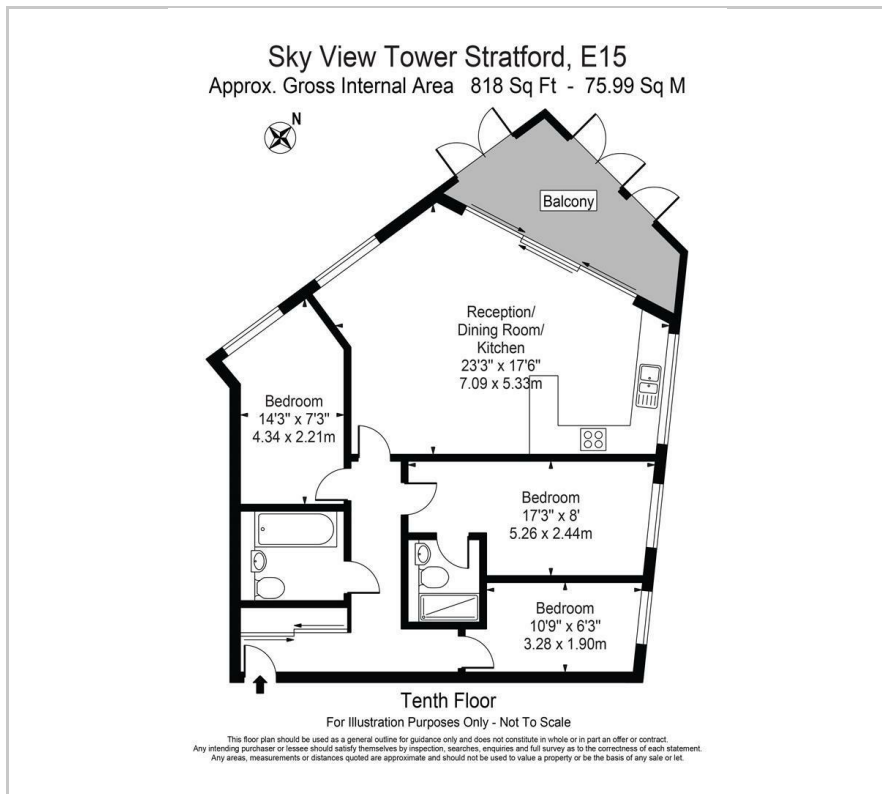 Sky View Tower Stratford, E15
Approx. Gross Internal Area 818 Sq Ft - 75.99 Sq M
N
Balcony
Reception/
Dining Room/
Kitchen
23'3" x 17'6"
7.09 x 5.33m
Bedroom
14'3" x 7'3"
4.34 x 2.21m
Bedroom
17'3" x 8'
5.26 x 2.44m
Bedroom
10'9" x 6'3"
3.28 x 1.90m
Tenth Floor
For Illustration Purposes Only - Not To Scale
This floor plan should be used as a general outline for guidance only and does not constitute in whole or in part an offer or contract.
Any intending purchaser or lessee should satisfy themselves by inspection, searches, enquiries and full survey as to the correctness of each statement.
Any areas, measurements or distances quoted are approximate and should not be used to value a property or be the basis of any sale or let.